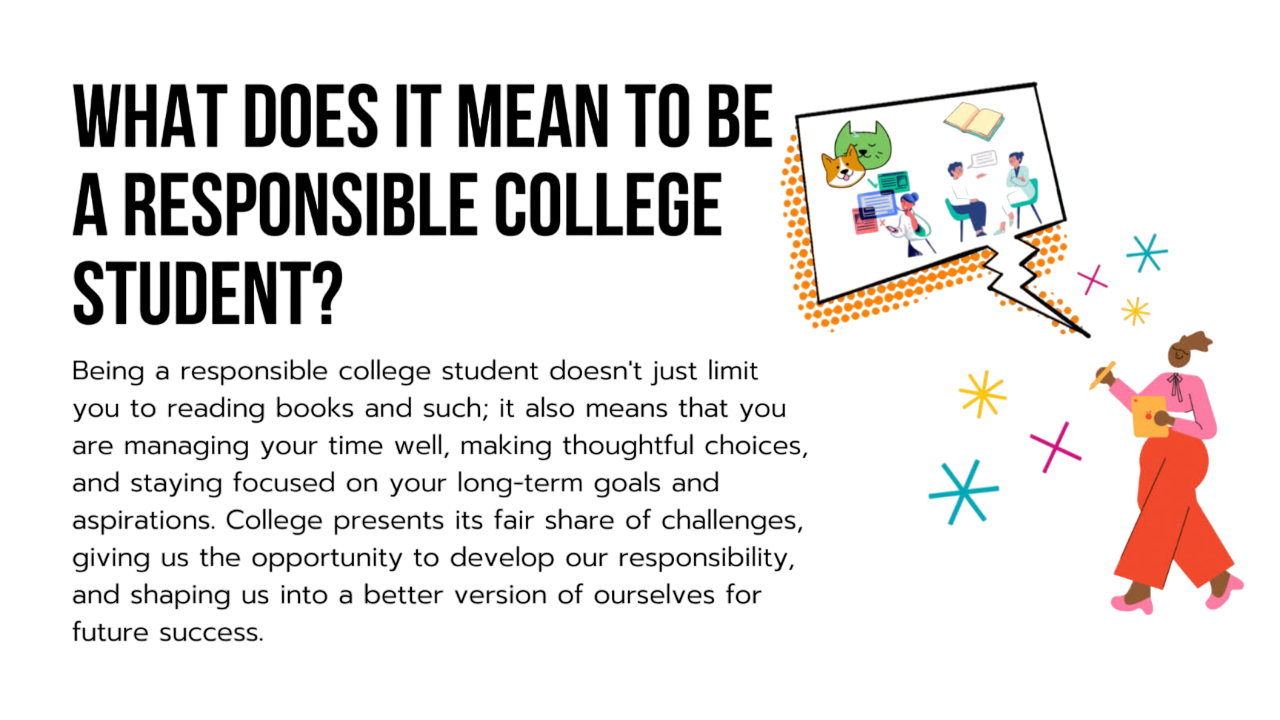 WHAT DOES IT MEAN TO BE
A RESPONSIBLE COLLEGE
STUDENT?
Being a responsible college student doesn't just limit
you to reading books and such; it also means that you
are managing your time well, making thoughtful choices,
and staying focused on your long-term goals and
aspirations. College presents its fair share of challenges,
giving us the opportunity to develop our responsibility,
and shaping us into a better version of ourselves for
future success.